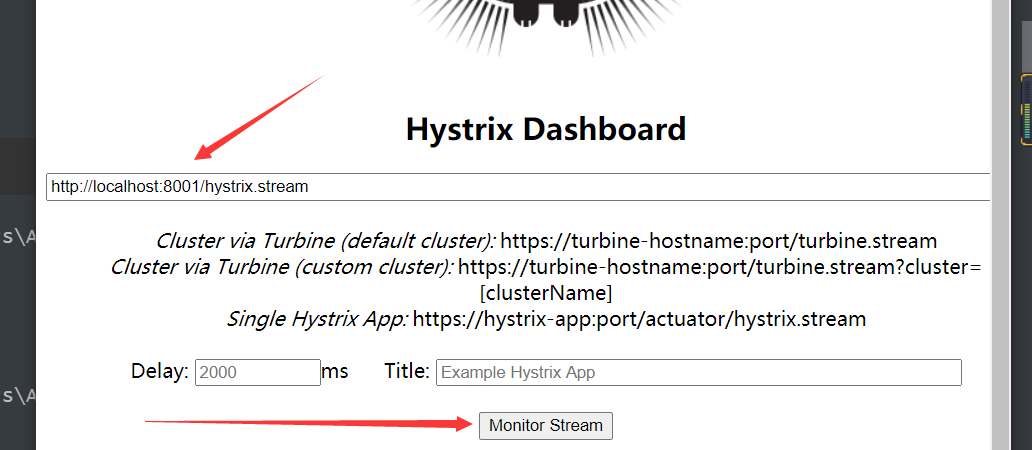 Hystrix Dashboard
http://localhost:8001/hystrix.stream
s\A
Cluster via Turbine (default cluster): https://turbine-hostname:port/turbine.stream
Cluster via Turbine (custom cluster): https://turbine-hostname:port/turbine.stream?cluster=
[clusterName]
Single Hystrix App: https://hystrix-app:port/actuator/hystrix.stream
Delay: 2000 ms Title: Example Hystrix App
s\A
Monitor Stream